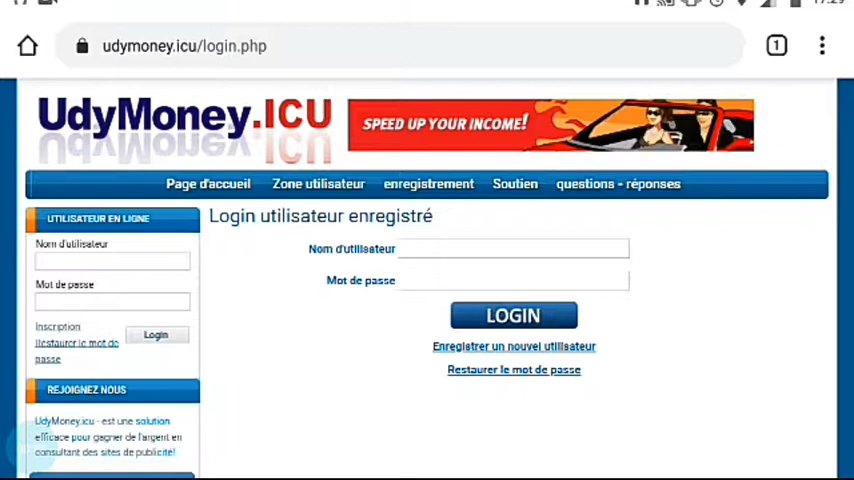 17:29
udymoney.icu/login.php
1
UdyMoney.ICU
SPEED UP YOUR INCOME!
Page d'accueil Zone utilisateur enregistrement Soutien questions - réponses
UTILISATEUR EN LIGNE
Nom d'utilisateur
Mot de passe
Inscription
Login
Restaurer le mot de
passe
REJOIGNEZ NOUS
UdyMoney.icu - est une solution
efficace pour gagner de l'argent en
consultant des sites de publicité!
Login utilisateur enregistré
Nom d'utilisateur
Mot de passe
LOGIN
Enregistrer un nouvel utilisateur
Restaurer le mot de passe